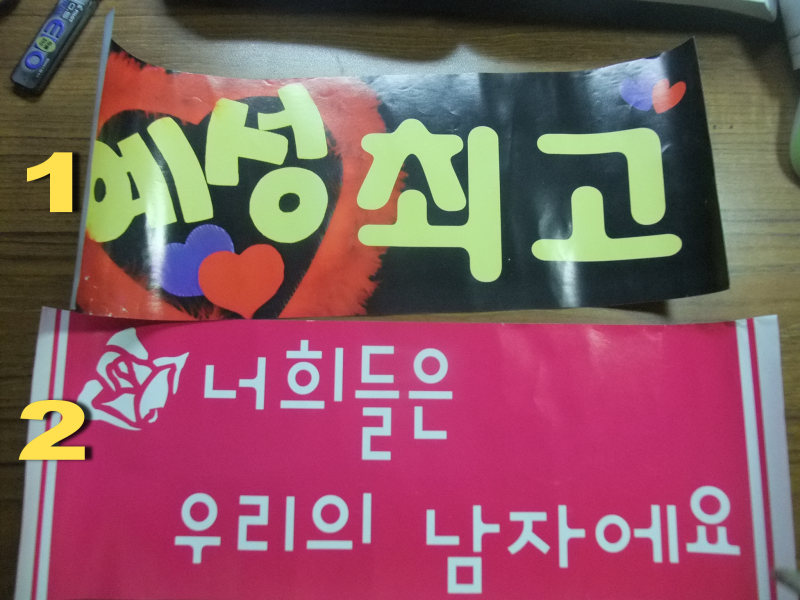 1
예성 최고
2
너희들은
우리의 남자에요